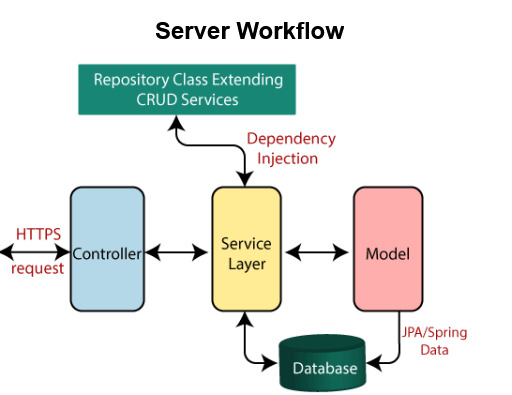 Server Workflow
Repository Class Extending
CRUD Services
Dependency
Injection
HTTPS
request
Controller
Service
Layer
Model
JPA/Spring
Data
Database